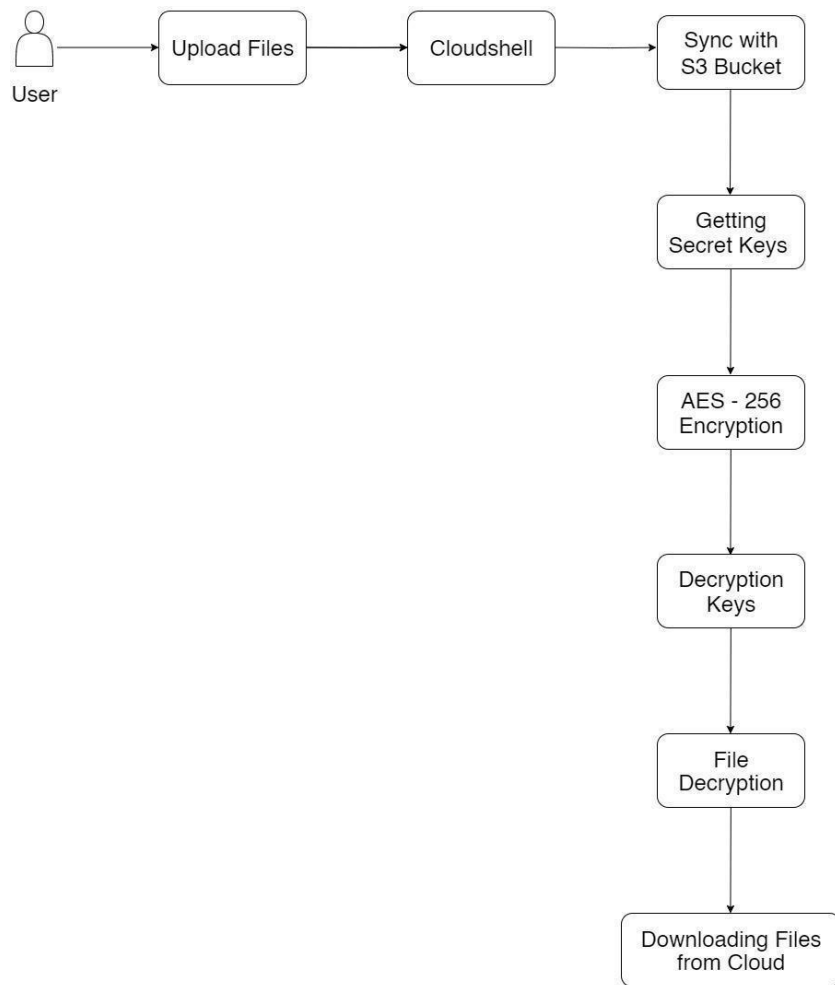 User
Upload Files
Cloudshell
Sync with
S3 Bucket
Getting
Secret Keys
AES - 256
Encryption
Decryption
Keys
File
Decryption
Downloading Files
from Cloud